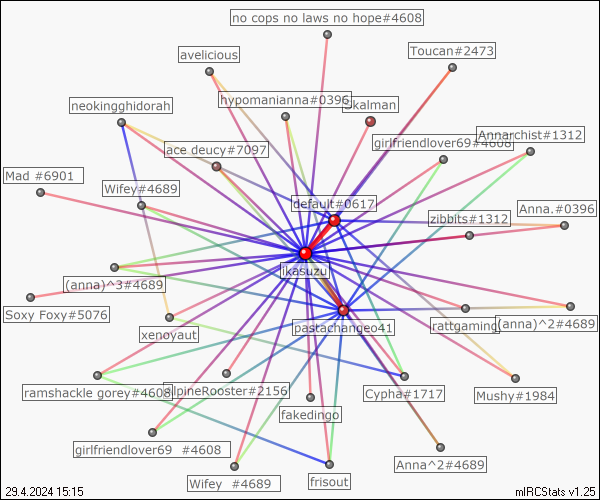 no cops no laws no hope#4608
avelicious
Toucan#2473
neokingghidorah
hypomanianna#0396
skalman
Annarchist#1312
ace deucy#7097
girlfriendlover69 #4608
Mad #6901
Wifey#4689
default#0617
Anna.#0396
zibbits#1312
ikasuzu
(anna)^3#4689
Soxy Foxy#5076
xenoyaut
pastachangeo41
rattgaming
(anna)^2#4689
ramshackle gorey#4608
AlpineRooster#2156
Cypha#1717
Mushy#1984
fakedingo
girlfriendlover69 #4608
Anna^2#4689
Wifey #4689
frisout
29.4.2024 15:15
mIRCStats v1.25